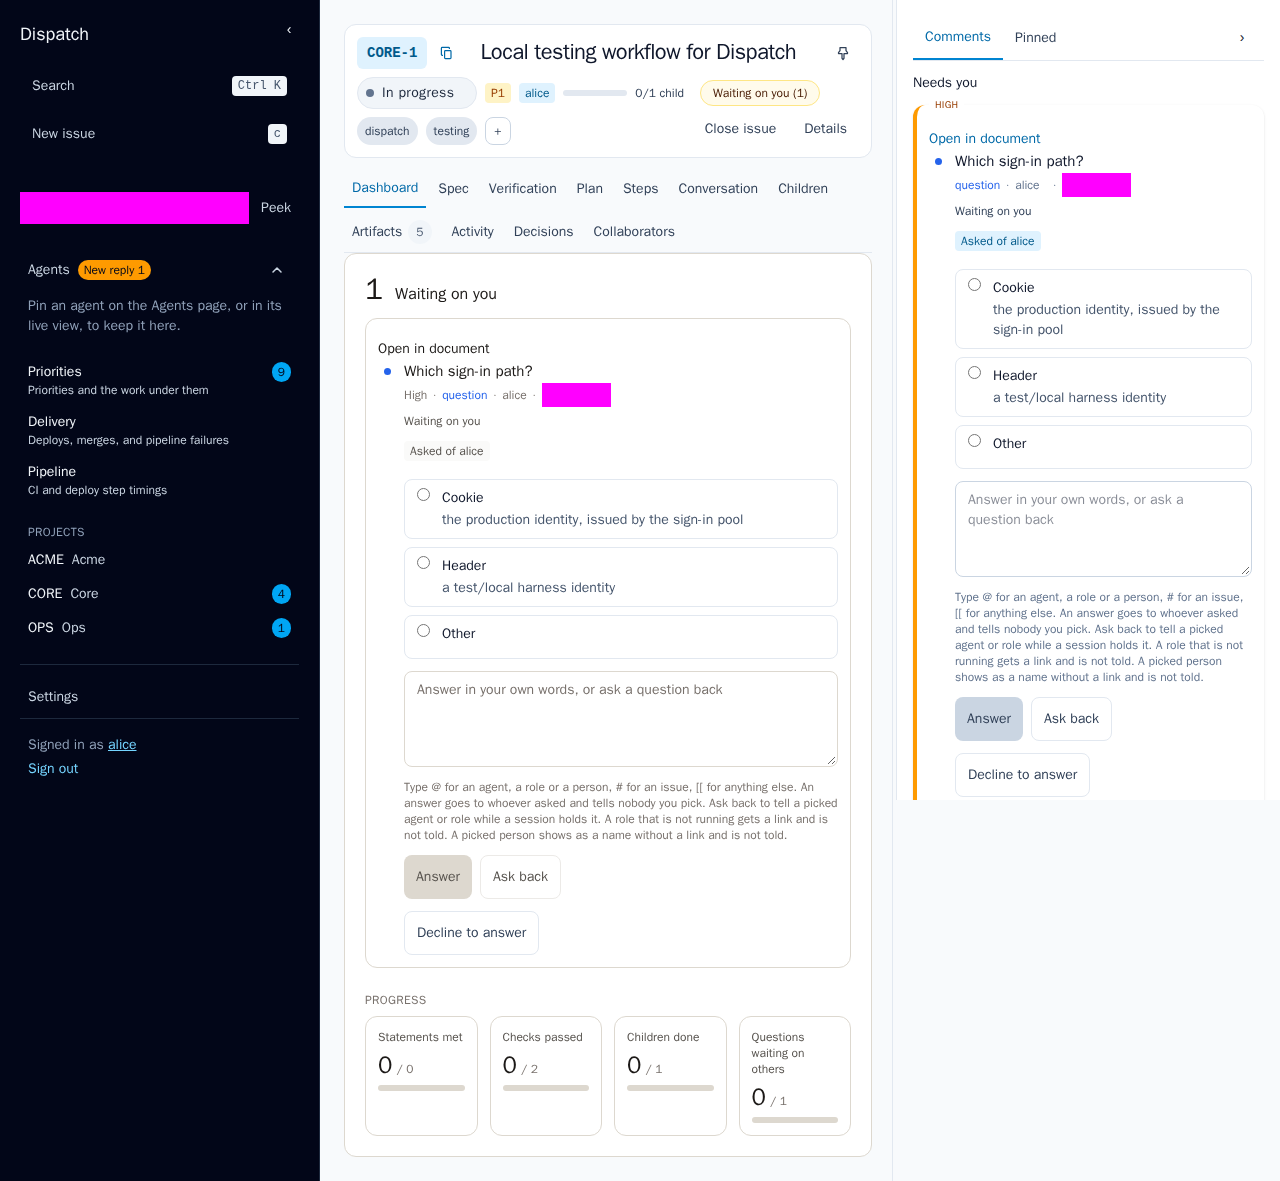 Dispatch
Search
Ctrl K
New issue
C
Peek
Agents
New reply 1
Pin an agent on the Agents page, or in its
live view, to keep it here.
Priorities
9
Priorities and the work under them
Delivery
Deploys, merges, and pipeline failures
Pipeline
CI and deploy step timings
PROJECTS
ACME Acme
CORE Core
4
OPS Ops
1
Settings
Signed in as alice
Sign out
CORE-1
Local testing workflow for Dispatch
In progress
P1
alice
0/1 child
Waiting on you (1)
dispatch
testing
+
Close issue
Details
Dashboard
Spec
Verification
Plan
Steps
Conversation
Children
Artifacts 5
Activity
Decisions
Collaborators
1 Waiting on you
Open in document
Which sign-in path?
High · question · alice ·
Waiting on you
Asked of alice
Cookie
the production identity, issued by the sign-in pool
Header
a test/local harness identity
Other
Answer in your own words, or ask a question back
Type @ for an agent, a role or a person, # for an issue, [[ for anything else. An
answer goes to whoever asked and tells nobody you pick. Ask back to tell a picked
agent or role while a session holds it. A role that is not running gets a link and is
not told. A picked person shows as a name without a link and is not told.
Answer
Ask back
Decline to answer
PROGRESS
Statements met
0 / 0
Checks passed
0 / 2
Children done
0 / 1
Questions
waiting on
others
0 / 1
Comments
Pinned
Needs you
HIGH
Open in document
Which sign-in path?
question · alice ·
Waiting on you
Asked of alice
Cookie
the production identity, issued by the
sign-in pool
Header
a test/local harness identity
Other
Answer in your own words, or ask a
question back
Type @ for an agent, a role or a person, # for an issue,
[[ for anything else. An answer goes to whoever asked
and tells nobody you pick. Ask back to tell a picked
agent or role while a session holds it. A role that is not
running gets a link and is not told. A picked person
shows as a name without a link and is not told.
Answer
Ask back
Decline to answer